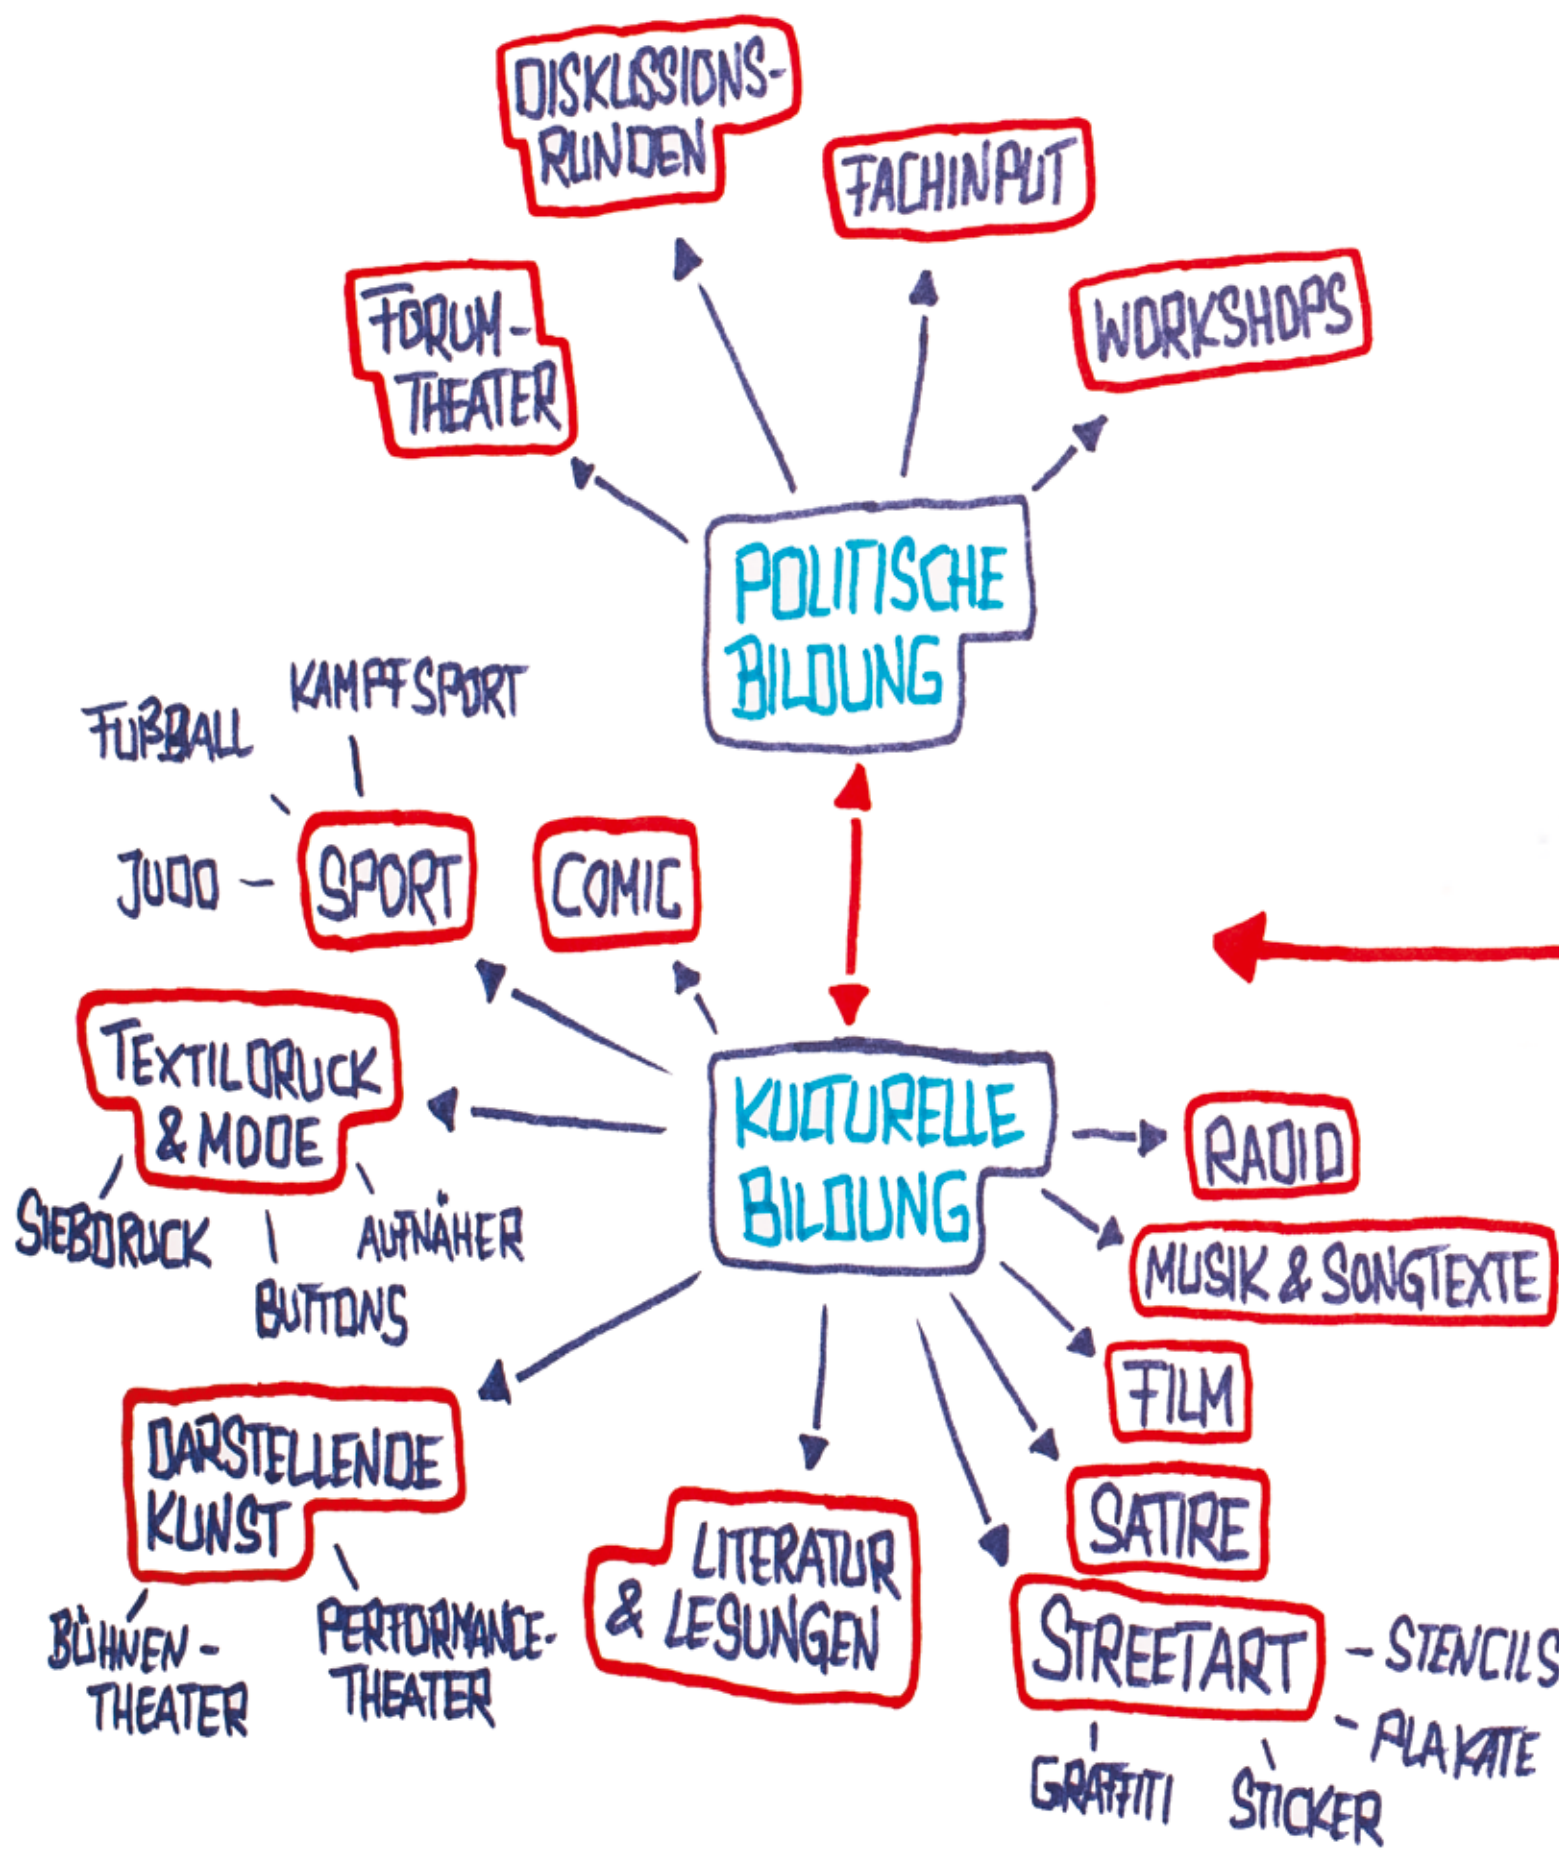 DISKUSSIONS-
RUNDEN
FACHINPUT
FORUM-
THEATER
WORKSHOPS
POLITISCHE
BILDUNG
KAMPFSPORT
FUßBALL
JUDO
SPORT
COMIC
TEXTILDRUCK
& MODE
SIEBDRUCK
BUTTONS
AUFNÄHER
KULTURELLE
BILDUNG
RADIO
MUSIK & SONGTEXTE
FILM
SATIRE
STREETART
STENCILS
PLAKATE
GRAFFITI
STICKER
LITERATUR
& LESUNGEN
DARSTELLENDE
KUNST
BÜHNEN-
THEATER
PERFORMANCE-
THEATER